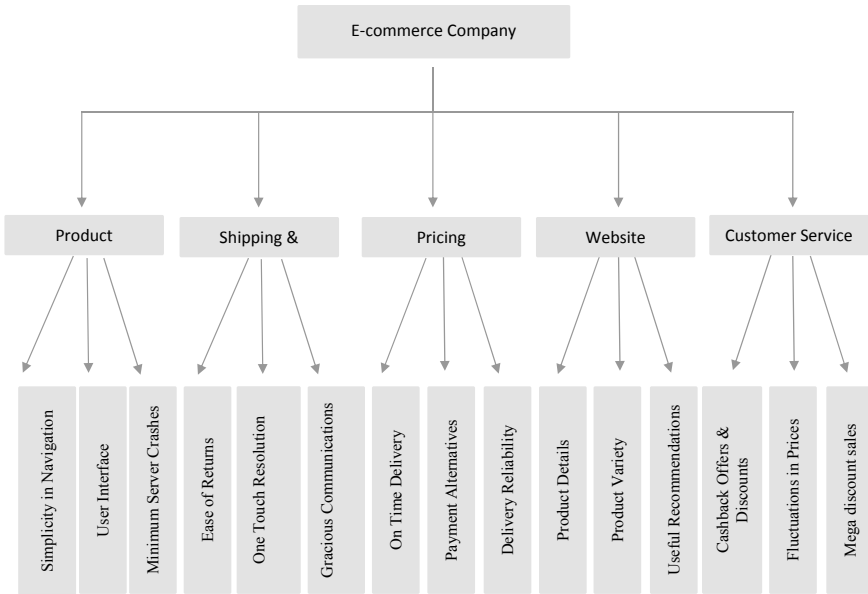 E-commerce Company
Product
Shipping &
Pricing
Website
Customer Service
Simplicity in Navigation
User Interface
Minimum Server Crashes
Ease of Returns
One Touch Resolution
Gracious Communications
On Time Delivery
Payment Alternatives
Delivery Reliability
Product Details
Product Variety
Useful Recommendations
Cashback Offers &
Discounts
Fluctuations in Prices
Mega discount sales